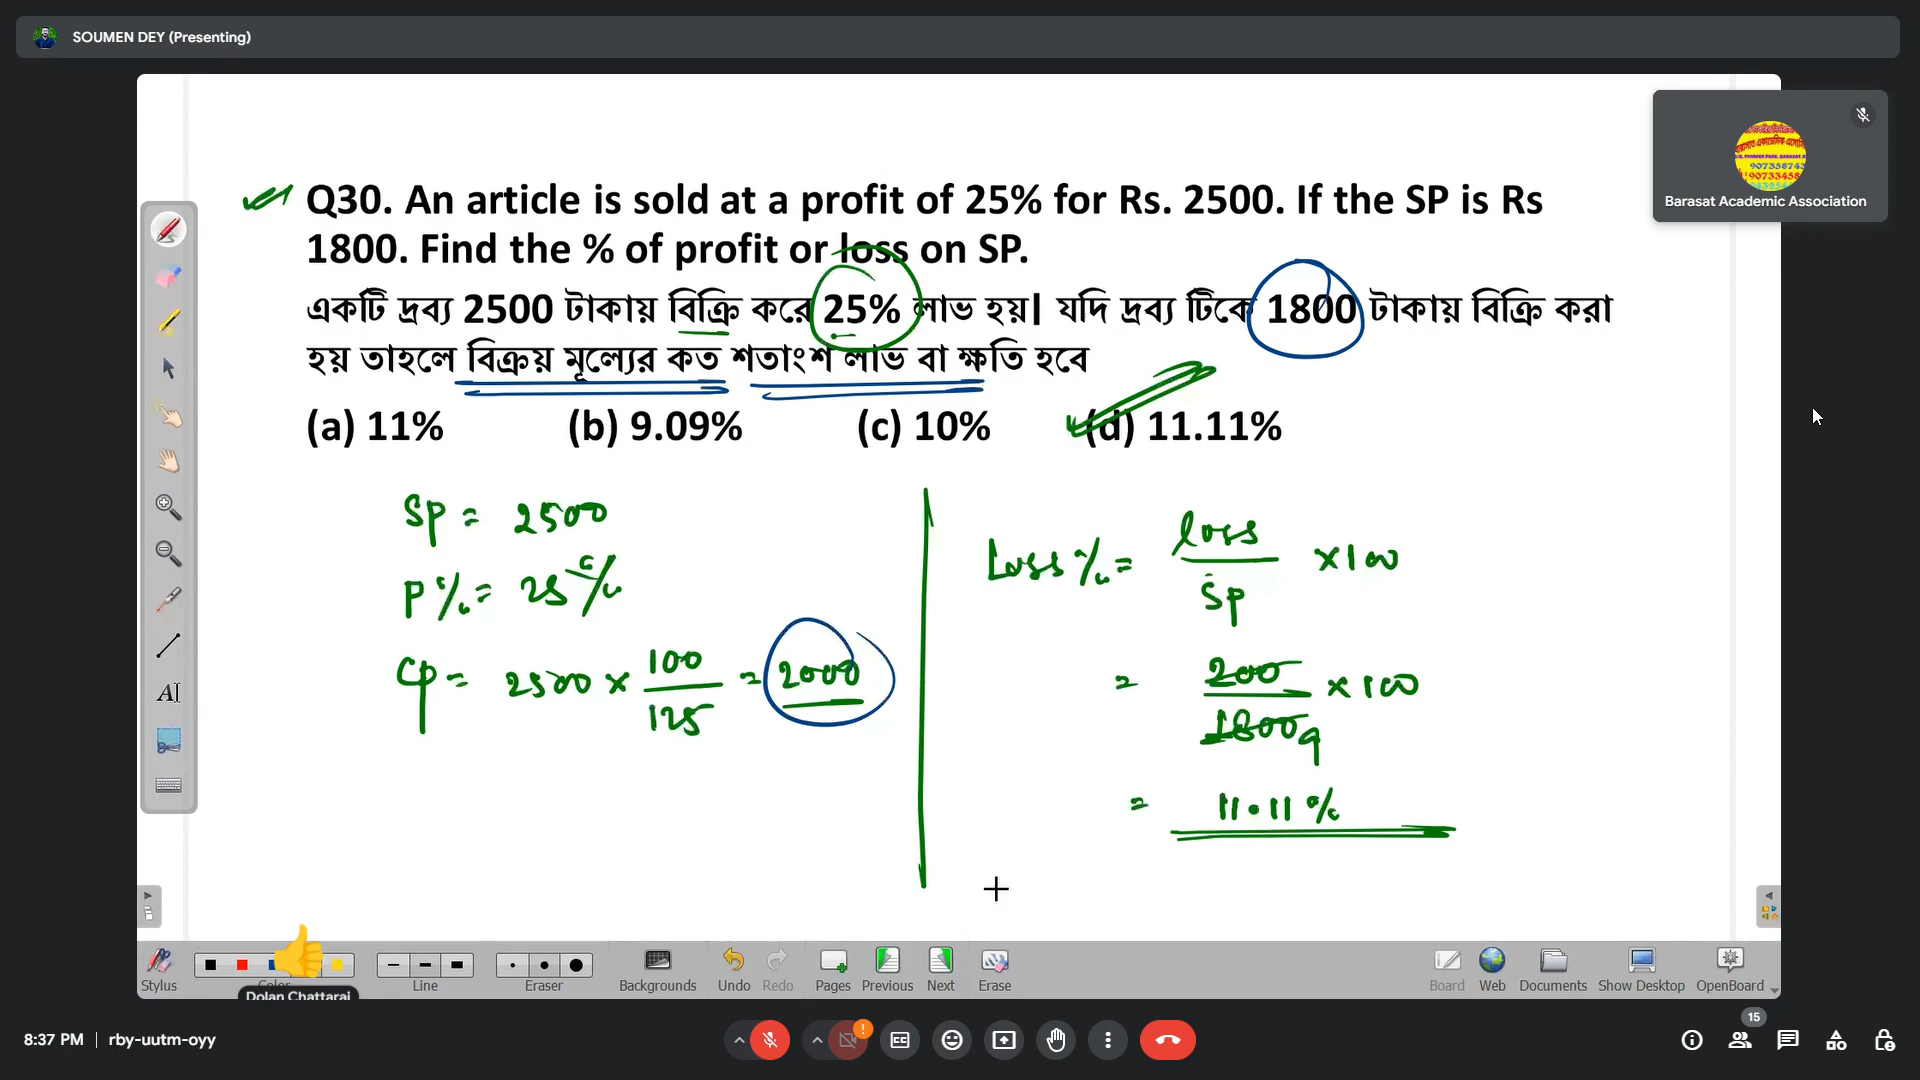 SOUMEN DEY (Presenting)
Barasat Academic Association
Q30. An article is sold at a profit of 25% for Rs. 2500. If the SP is Rs
1800. Find the % of profit or loss on SP.
একটি দ্রব্য 2500 টাকায় বিক্রি করে 25% লাভ হয়| যদি দ্রব্য টিকে 1800 টাকায় বিক্রি করা
হয় তাহলে বিক্রয় মূল্যের কত শতাংশ লাভ বা ক্ষতি হবে
(a) 11% (b) 9.09% (c) 10% (d) 11.11%
SP = 2500
P% = 25%
CP = 2500 × 100/125 = 2000
Loss % = loss/SP × 100
= 200/1800 9 × 100
= 11.11%
Stylus Color Line Eraser Backgrounds Undo Redo Pages Previous Next Erase Board Web Documents Show Desktop OpenBoard
Dolan Chattaraj
8:37 PM | rby-uutm-oyy
15